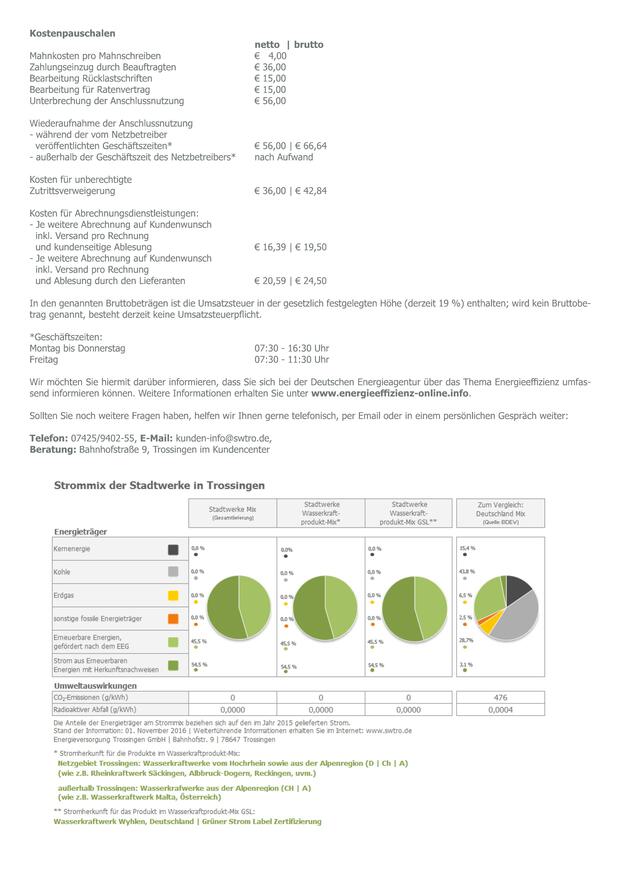 Kostenpauschalen
netto | brutto
Mahnkosten pro Mahnschreiben € 4,00
Zahlungseinzug durch Beauftragten € 36,00
Bearbeitung Rücklastschriften € 15,00
Bearbeitung für Ratenvertrag € 15,00
Unterbrechung der Anschlussnutzung € 56,00
Wiederaufnahme der Anschlussnutzung
- während der vom Netzbetreiber
veröffentlichten Geschäftszeiten* € 56,00 | € 66,64
- außerhalb der Geschäftszeit des Netzbetreibers* nach Aufwand
Kosten für unberechtigte
Zutrittsverweigerung € 36,00 | € 42,84
Kosten für Abrechnungsdienstleistungen:
- Je weitere Abrechnung auf Kundenwunsch
inkl. Versand pro Rechnung
und kundenseitige Ablesung € 16,39 | € 19,50
- Je weitere Abrechnung auf Kundenwunsch
inkl. Versand pro Rechnung
und Ablesung durch den Lieferanten € 20,59 | € 24,50
In den genannten Bruttobeträgen ist die Umsatzsteuer in der gesetzlich festgelegten Höhe (derzeit 19 %) enthalten; wird kein Bruttobe-
trag genannt, besteht derzeit keine Umsatzsteuerpflicht.
*Geschäftszeiten:
Montag bis Donnerstag 07:30 - 16:30 Uhr
Freitag 07:30 - 11:30 Uhr
Wir möchten Sie hiermit darüber informieren, dass Sie sich bei der Deutschen Energieagentur über das Thema Energieeffizienz umfas-
send informieren können. Weitere Informationen erhalten Sie unter www.energieeffizienz-online.info.
Sollten Sie noch weitere Fragen haben, helfen wir Ihnen gerne telefonisch, per Email oder in einem persönlichen Gespräch weiter:
Telefon: 07425/9402-55, E-Mail: kunden-info@swtro.de,
Beratung: Bahnhofstraße 9, Trossingen im Kundencenter
Strommix der Stadtwerke in Trossingen
Stadtwerke Mix
(Gesamtlieferung)
Stadtwerke
Wasserkraft-
produkt-Mix*
Stadtwerke
Wasserkraft-
produkt-Mix GSL**
Zum Vergleich:
Deutschland Mix
(Quelle: BDEW)
Energieträger
Kernenergie 0,0 % 0,0% 0,0 % 15,4 %
Kohle 0,0 % 0,0 % 0,0 % 43,8 %
Erdgas 0,0 % 0,0 % 0,0 % 6,5 %
sonstige fossile Energieträger 0,0 % 0,0 % 0,0 % 2,5 %
Erneuerbare Energien,
gefördert nach dem EEG 45,5 % 45,5 % 45,5 % 28,7%
Strom aus Erneuerbaren
Energien mit Herkunftsnachweisen 54,5 % 54,5 % 54,5 % 3,1 %
Umweltauswirkungen
CO₂-Emissionen (g/kWh) 0 0 0 476
Radioaktiver Abfall (g/kWh) 0,0000 0,0000 0,0000 0,0004
Die Anteile der Energieträger am Strommix beziehen sich auf den im Jahr 2015 gelieferten Strom.
Stand der Information: 01. November 2016 | Weiterführende Informationen erhalten Sie im Internet: www.swtro.de
Energieversorgung Trossingen GmbH | Bahnhofstr. 9 | 78647 Trossingen
* Stromherkunft für die Produkte im Wasserkraftprodukt-Mix:
Netzgebiet Trossingen: Wasserkraftwerke vom Hochrhein sowie aus der Alpenregion (D | Ch | A)
(wie z.B. Rheinkraftwerk Säckingen, Albbruck-Dogern, Reckingen, uvm.)
außerhalb Trossingen: Wasserkrafwerke aus der Alpenregion (CH | A)
(wie z.B. Wasserkraftwerk Malta, Österreich)
** Stromherkunft für das Produkt im Wasserkraftprodukt-Mix GSL:
Wasserkraftwerk Wyhlen, Deutschland | Grüner Strom Label Zertifizierung